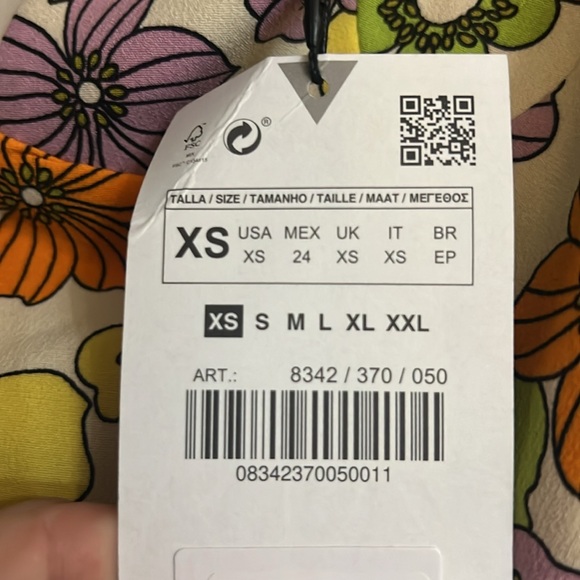 ®
FSC
TALLA / SIZE / TAMANHO / TAILLE / MAAT / ΜΕΓΕΘΟΣ
XS USA MEX UK IT BR
XS 24 XS XS EP
XS S M L XL XXL
ART.: 8342 / 370 / 050
08342370050011